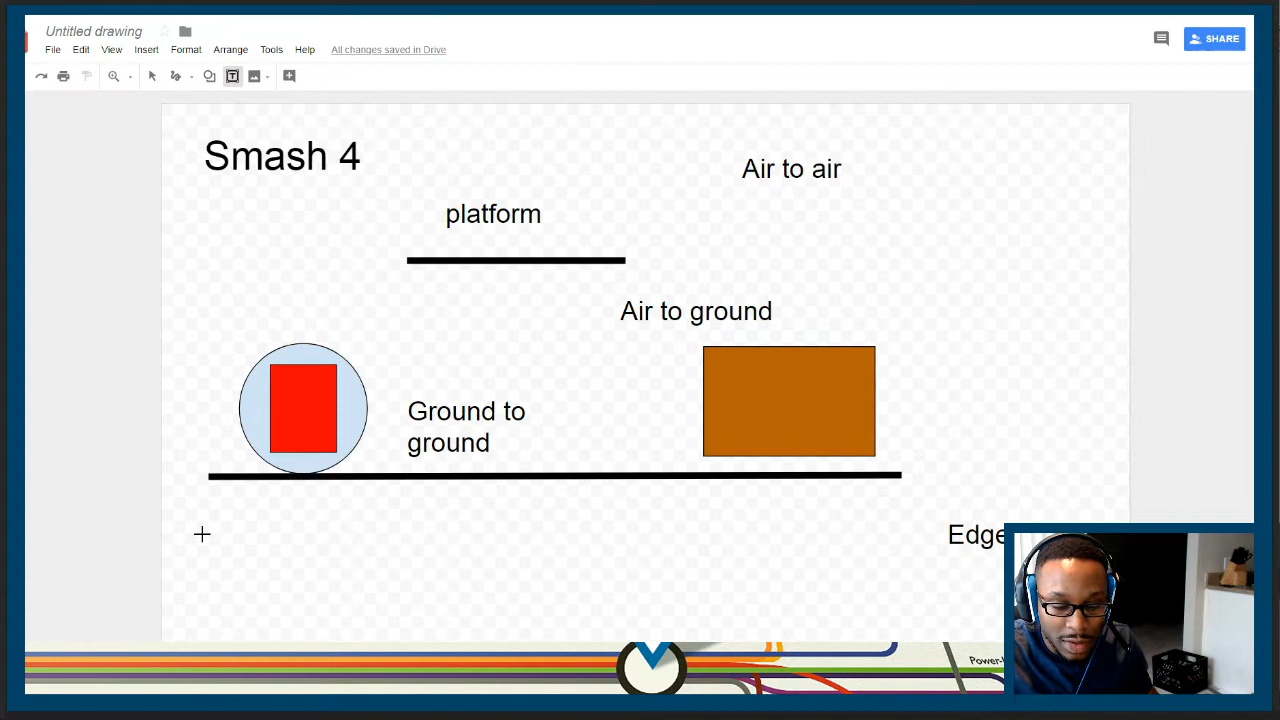 Untitled drawing
File Edit View Insert Format Arrange Tools Help All changes saved in Drive
SHARE
Smash 4
Air to air
platform
Air to ground
Ground to
ground
Edge